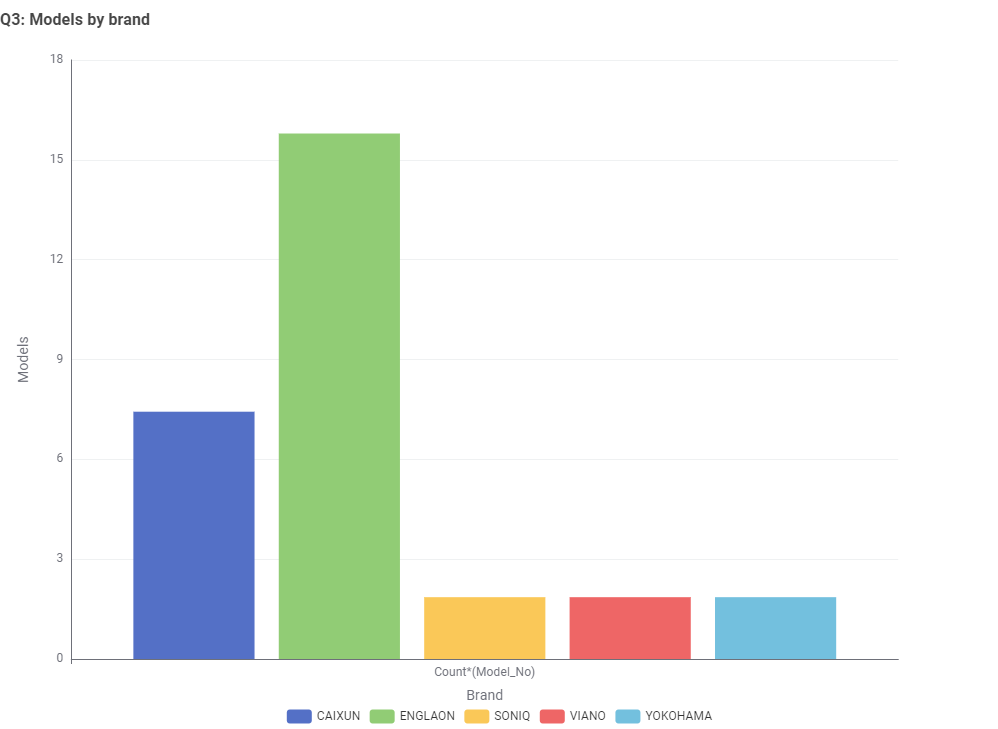 Q3: Models by brand
18
15
12
9
6
3
0
Models
Count*(Model_No)
Brand
CAIXUN ENGLAON SONIQ VIANO YOKOHAMA